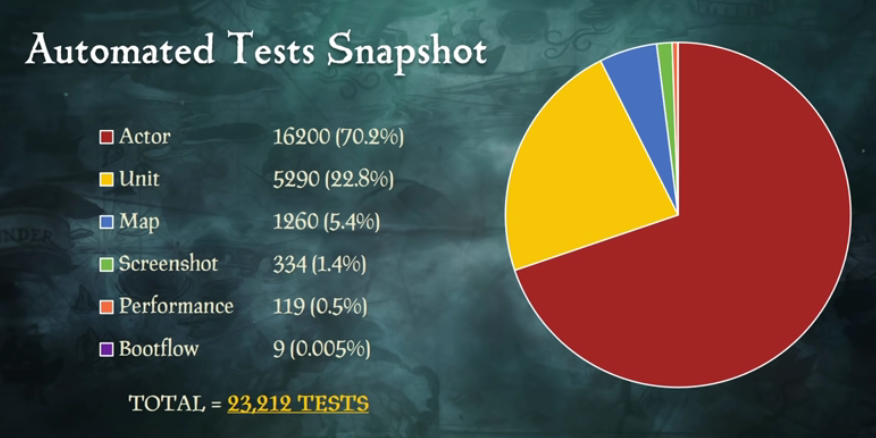 Automated Tests Snapshot
Actor 16200 (70.2%)
Unit 5290 (22.8%)
Map 1260 (5.4%)
Screenshot 334 (1.4%)
Performance 119 (0.5%)
Bootflow 9 (0.005%)
TOTAL = 23,212 TESTS